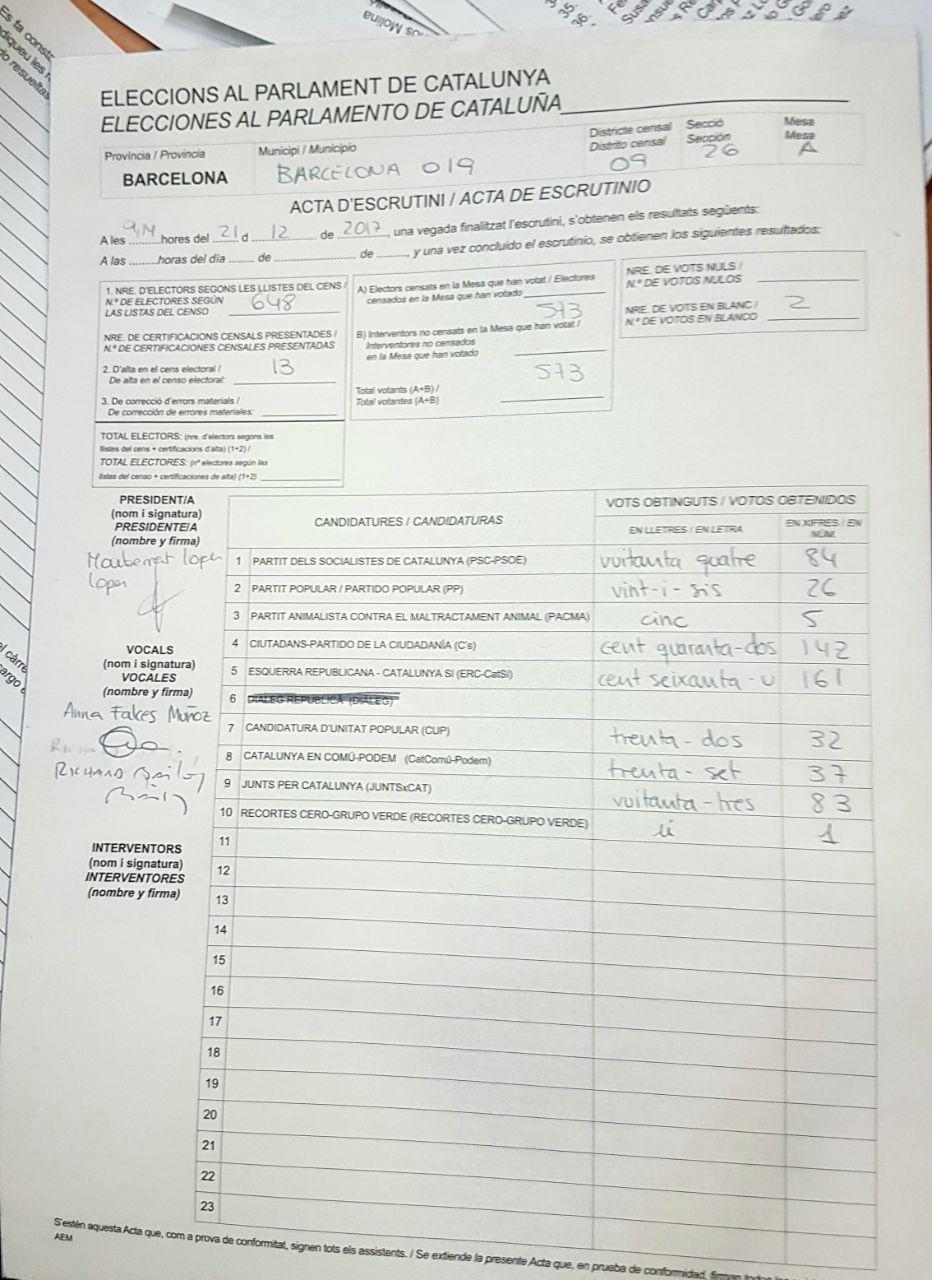 ELECCIONS AL PARLAMENT DE CATALUNYA
ELECCIONES AL PARLAMENTO DE CATALUÑA
Provincia / Provincia
BARCELONA
Municipi / Municipio
BARCELONA 019
Districte censal
Distrito censal
09
Secció
Sección
26
Mesa
Mesa
A
ACTA D'ESCRUTINI / ACTA DE ESCRUTINIO
A les ........hores del 21 d 12 de 2017, una vegada finalitzat l'escrutini, s'obtenen els resultats següents:
A las .........horas del día ....... de ........................ de ........, y una vez concluido el escrutinio, se obtienen los siguientes resultados:
1. NRE. D'ELECTORS SEGONS LES LLISTES DEL CENS /
N.º DE ELECTORES SEGÚN
LAS LISTAS DEL CENSO 648
NRE. DE CERTIFICACIONS CENSALS PRESENTADES /
N.º DE CERTIFICACIONES CENSALES PRESENTADAS
2. D'alta en el cens electoral /
De alta en el censo electoral: 13
3. De correcció d'errors materials /
De corrección de errores materiales:
TOTAL ELECTORS: (nre. d'electors segons les
llistes del cens + certificacions d'alta) (1+2) /
TOTAL ELECTORES: (nº electores según las
listas del censo + certificaciones de alta) (1+2)
A) Electors censats en la Mesa que han votat / Electores
censados en la Mesa que han votado
573
B) Interventors no censats en la Mesa que han votat /
Interventores no censados
en la Mesa que han votado
Total votants (A+B) /
Total votantes (A+B)
573
NRE. DE VOTS NULS /
N.º DE VOTOS NULOS
NRE. DE VOTS EN BLANC /
N.º DE VOTOS EN BLANCO
2
PRESIDENT/A
(nom i signatura)
PRESIDENTE/A
(nombre y firma)
Lopez
VOCALS
(nom i signatura)
VOCALES
(nombre y firma)
Anna Muñoz
RICHARD
INTERVENTORS
(nom i signatura)
INTERVENTORES
(nombre y firma)
CANDIDATURES / CANDIDATURAS
VOTS OBTINGUTS / VOTOS OBTENIDOS
EN LLETRES / EN LETRA
EN XIFRES / EN NÚM.
1 PARTIT DELS SOCIALISTES DE CATALUNYA (PSC-PSOE) vuitanta quatre 84
2 PARTIT POPULAR / PARTIDO POPULAR (PP) vint-i-sis 26
3 PARTIT ANIMALISTA CONTRA EL MALTRACTAMENT ANIMAL (PACMA) cinc 5
4 CIUTADANS-PARTIDO DE LA CIUDADANÍA (C's) cent quaranta-dos 142
5 ESQUERRA REPUBLICANA - CATALUNYA SI (ERC-CatSí) cent seixanta-u 161
6 DIÀLEG REPUBLICÀ (DIÀLEG)
7 CANDIDATURA D'UNITAT POPULAR (CUP) trenta-dos 32
8 CATALUNYA EN COMÚ-PODEM (CatComú-Podem) trenta-set 37
9 JUNTS PER CATALUNYA (JUNTSxCAT) vuitanta-tres 83
10 RECORTES CERO-GRUPO VERDE (RECORTES CERO-GRUPO VERDE) ú 1
11
12
13
14
15
16
17
18
19
20
21
22
23
S'estén aquesta Acta que, com a prova de conformitat, signen tots els assistents. / Se extiende la presente Acta que, en prueba de conformidad, firman
AEM